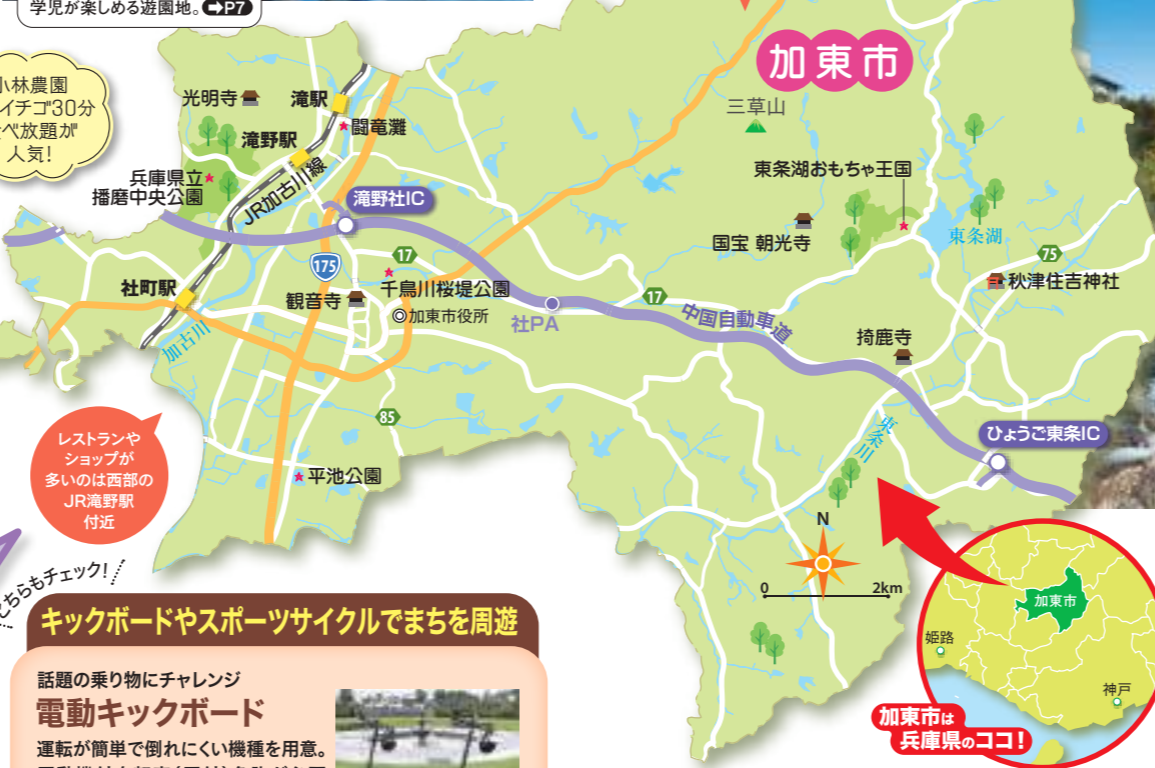 学児が楽しめる遊園地。➡P7
加東市
小林農園
イチゴ30分
べ放題が
人気!
光明寺
滝駅
闘竜灘
滝野駅
兵庫県立
播磨中央公園
JR加古川線
滝野社IC
三草山
東条湖おもちゃ王国
国宝 朝光寺
東条湖
75
秋津住吉神社
175
17
千鳥川桜堤公園
観音寺
◎加東市役所
社町駅
加古川
社PA
17
中国自動車道
掎鹿寺
東条川
ひょうご東条IC
85
平池公園
レストランや
ショップが
多いのは西部の
JR滝野駅
付近
N
0 2km
こちらもチェック!
加東市
姫路
神戸
加東市は
兵庫県のココ!
キックボードやスポーツサイクルでまちを周遊
話題の乗り物にチャレンジ
電動キックボード
運転が簡単で倒れにくい機種を用意。